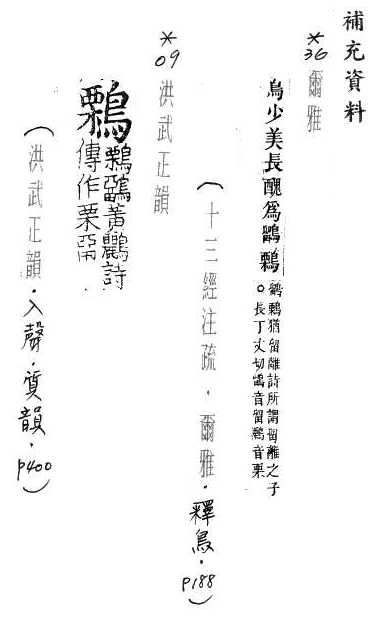 補充資料
*36 爾雅
鳥少美長醜爲鶹鷅
鶹鷅猶留離詩所謂留離之子
○長丁丈切鶹音留鷅音栗
(十三經注疏．爾雅．釋鳥．P188)
*09 洪武正韻
鷅
鷅鶹黃鸝詩
傳作栗畱
(洪武正韻．入聲．質韻．P400)